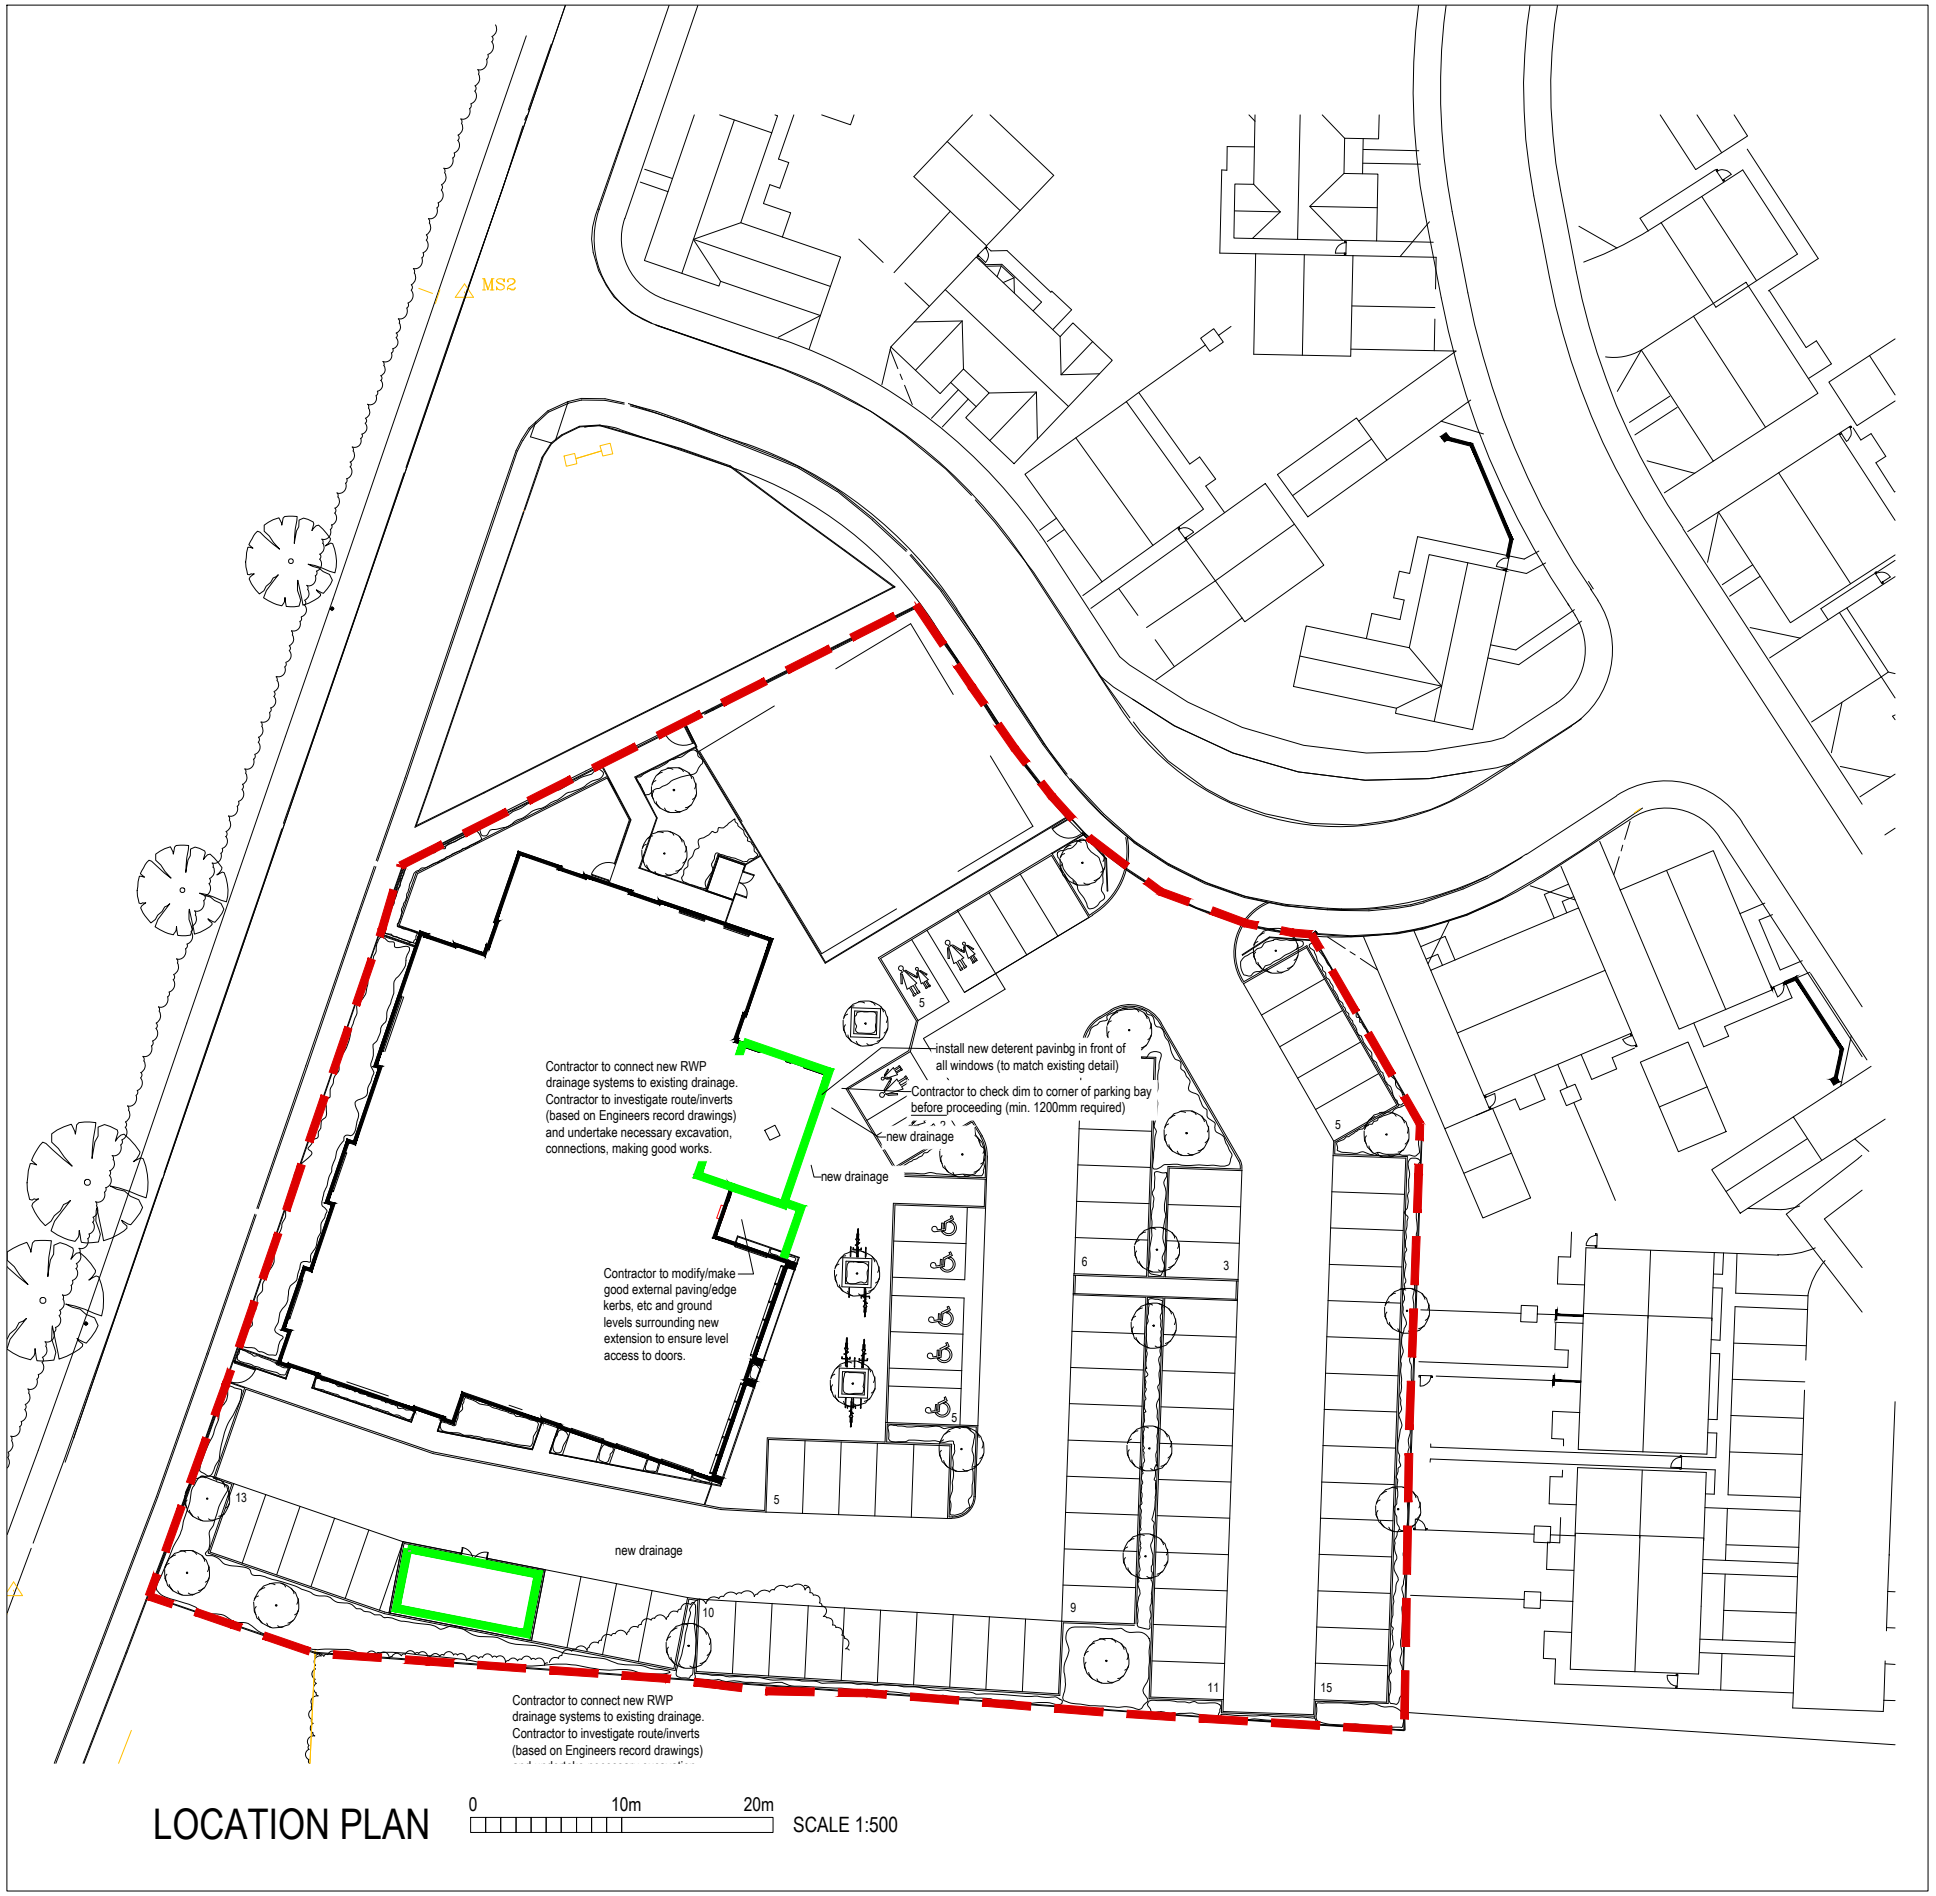 MS2
5
install new deterent pavinbg in front of
all windows (to match existing detail)
Contractor to connect new RWP
drainage systems to existing drainage.
Contractor to investigate route/inverts
(based on Engineers record drawings)
and undertake necessary excavation,
connections, making good works.
Contractor to check dim to corner of parking bay
before proceeding (min. 1200mm required)
new drainage
5
new drainage
6
3
Contractor to modify/make
good external paving/edge
kerbs, etc and ground
levels surrounding new
extension to ensure level
access to doors.
5
13
5
new drainage
10
9
11
15
Contractor to connect new RWP
drainage systems to existing drainage.
Contractor to investigate route/inverts
(based on Engineers record drawings)
LOCATION PLAN
0 10m 20m
SCALE 1:500